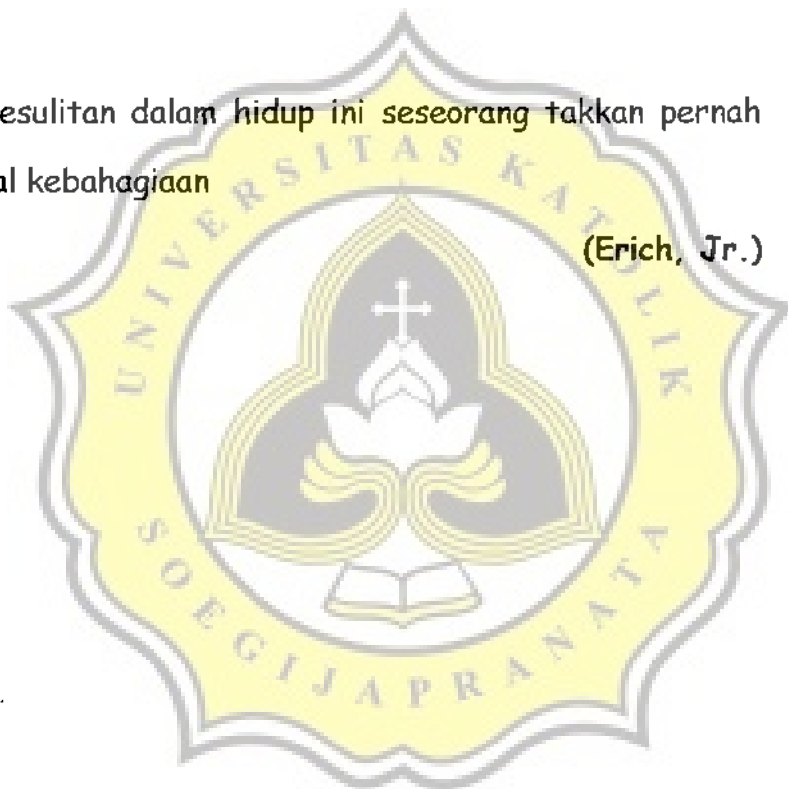 esulitan dalam hidup ini seseorang takkan pernah
al kebahagiaan
(Erich, Jr.)
UNIVERSITAS KATOLIK
SOEGIJAPRANATA